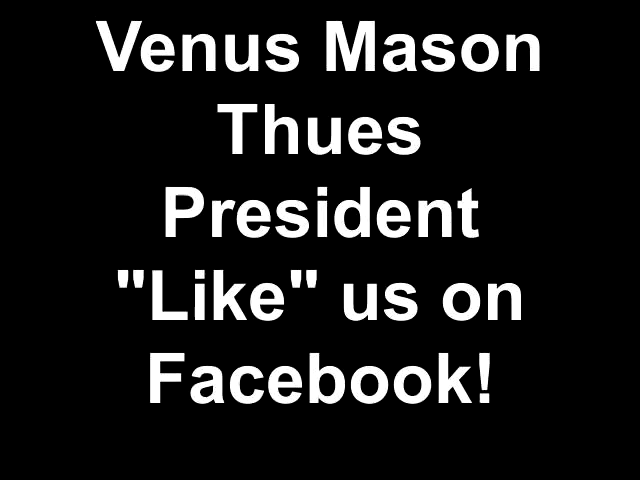 Venus Mason
Thues
President
"Like" us on
Facebook!